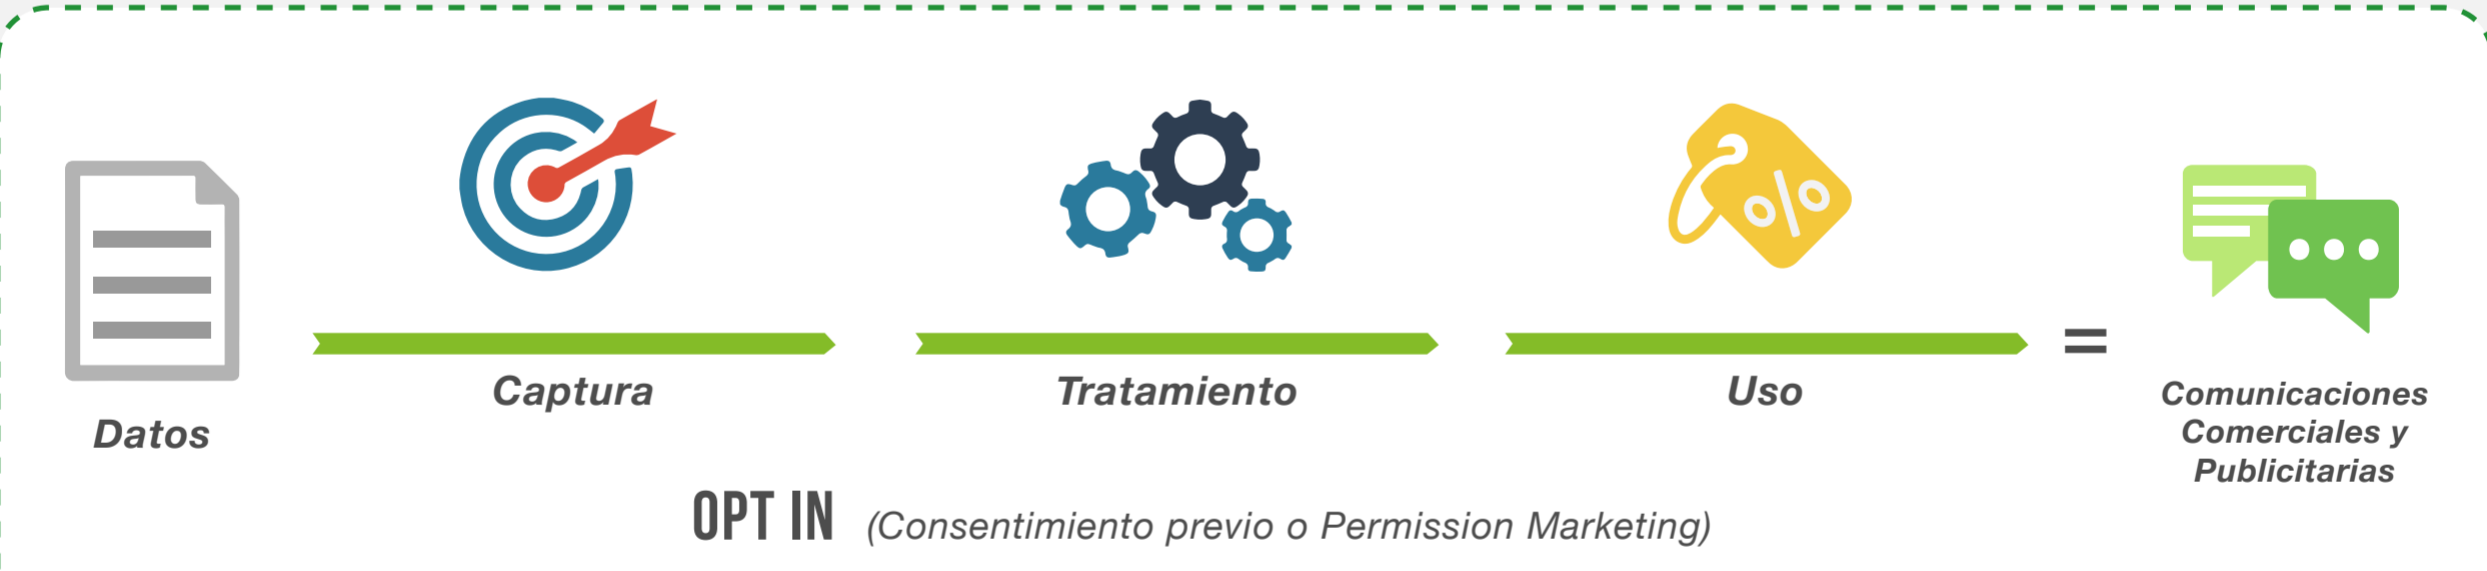 Datos
Captura
Tratamiento
Uso
=
Comunicaciones
Comerciales y
Publicitarias
OPT IN (Consentimiento previo o Permission Marketing)
%